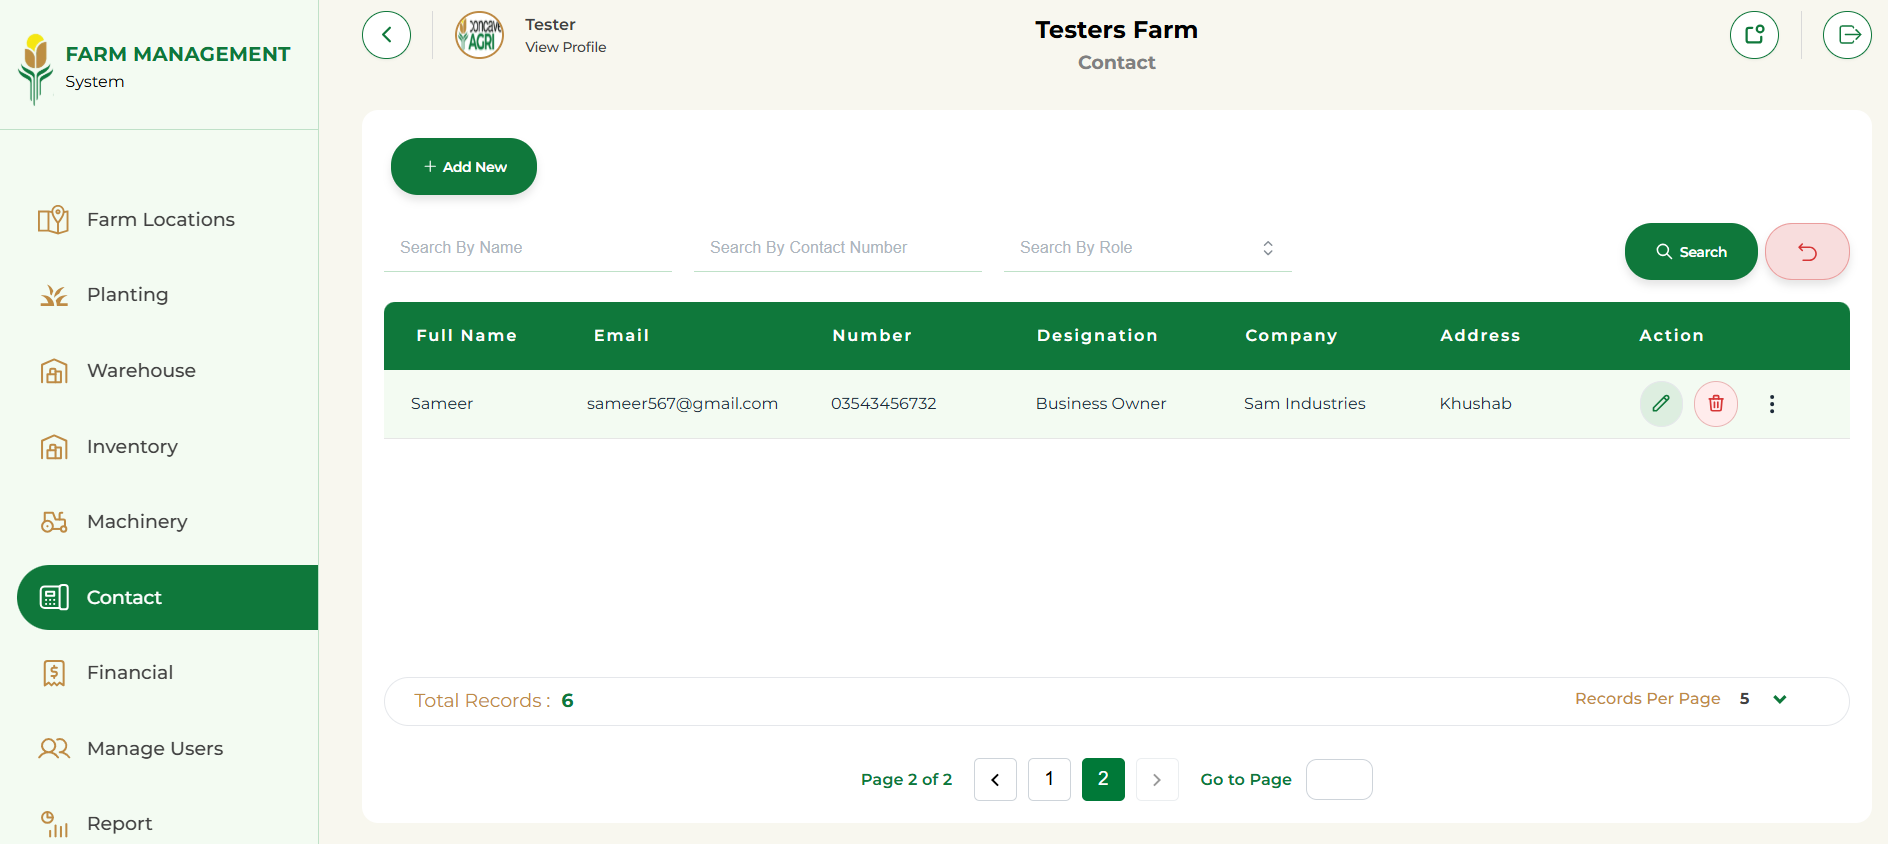 FARM MANAGEMENT
System
Farm Locations
Planting
Warehouse
Inventory
Machinery
Contact
Financial
Manage Users
Report
concave
AGRI
Tester
View Profile
Testers Farm
Contact
+ Add New
Search By Name
Search By Contact Number
Search By Role
Search
Full Name Email Number Designation Company Address Action
Sameer sameer567@gmail.com 03543456732 Business Owner Sam Industries Khushab
Total Records : 6
Records Per Page 5
Page 2 of 2 1 2 Go to Page